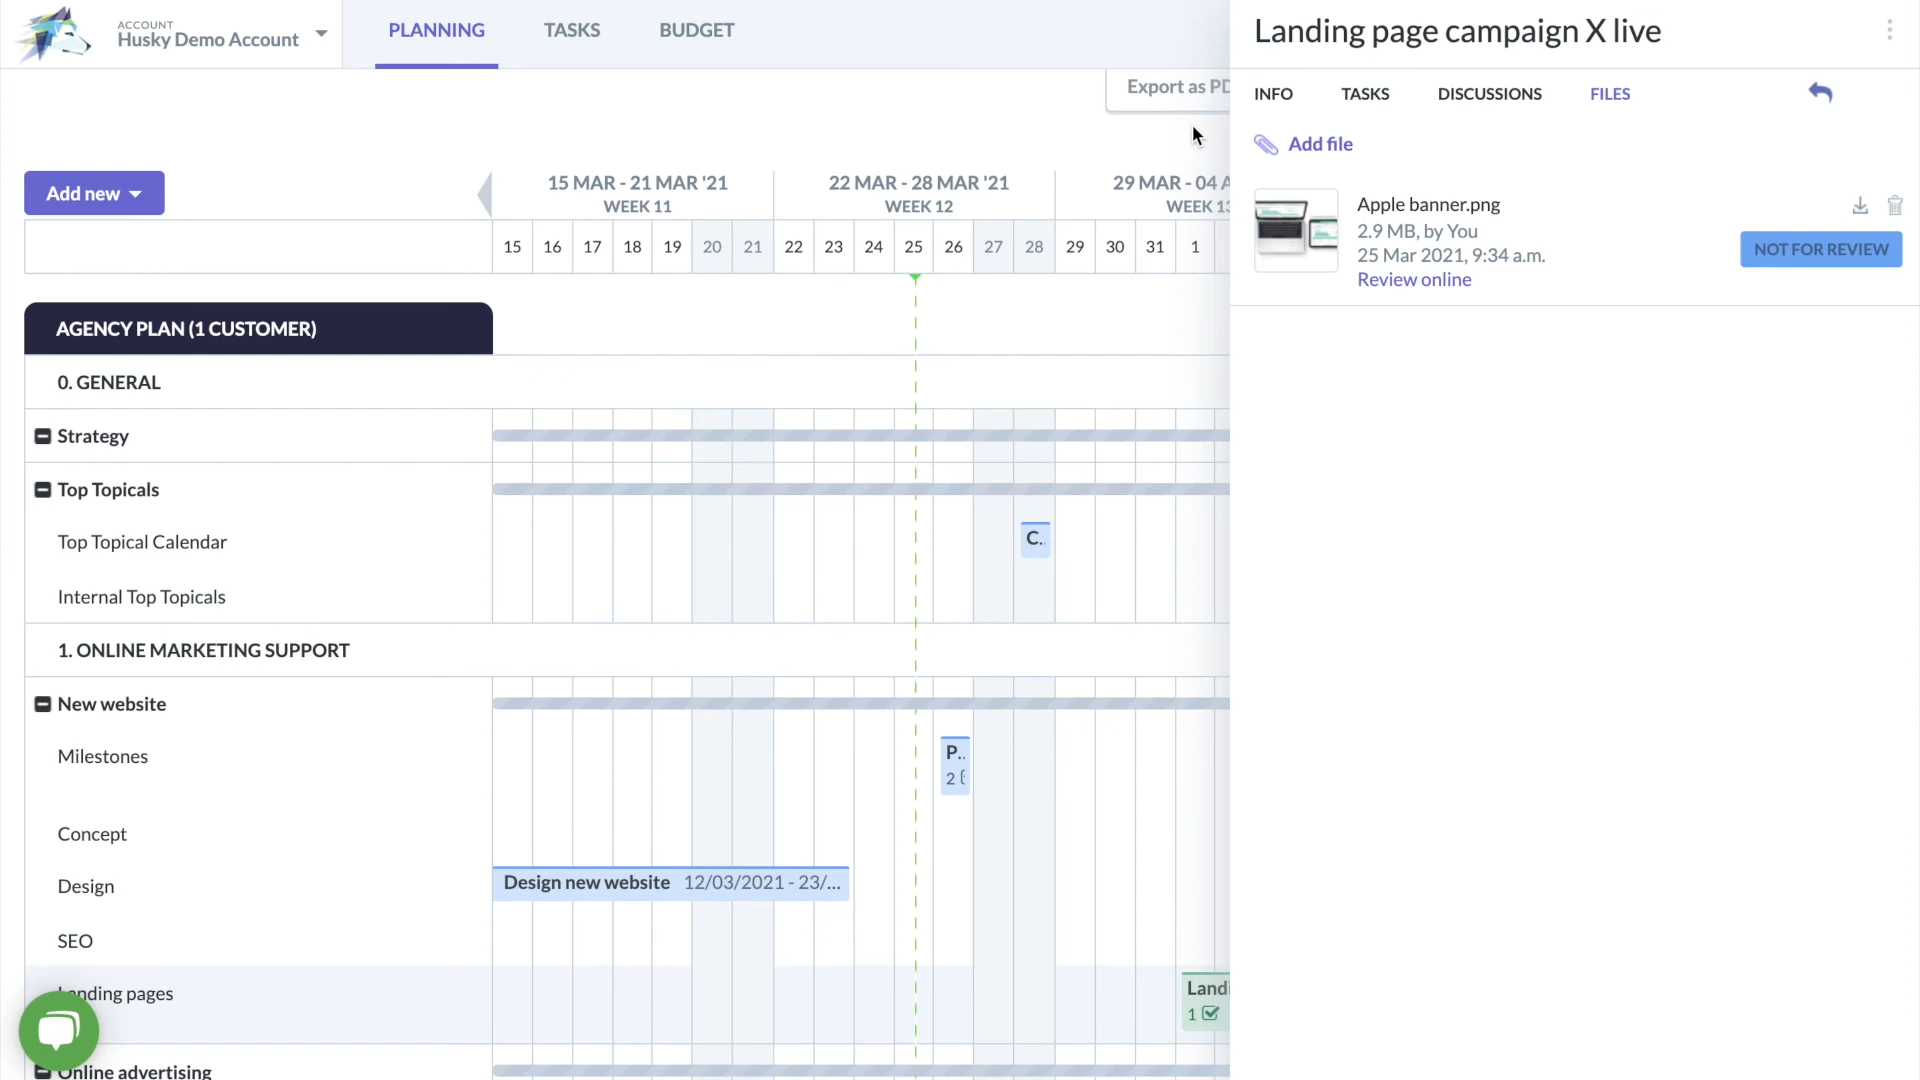 ACCOUNT
Husky Demo Account
PLANNING
TASKS
BUDGET
Landing page campaign X live
Export as PD
INFO
TASKS
DISCUSSIONS
FILES
Add file
Add new
15 MAR - 21 MAR '21
WEEK 11
22 MAR - 28 MAR '21
WEEK 12
29 MAR - 04 A
WEEK 13
15 16 17 18 19 20 21 22 23 24 25 26 27 28 29 30 31 1
Apple banner.png
2.9 MB, by You
25 Mar 2021, 9:34 a.m.
Review online
NOT FOR REVIEW
AGENCY PLAN (1 CUSTOMER)
0. GENERAL
Strategy
Top Topicals
Top Topical Calendar
C..
Internal Top Topicals
1. ONLINE MARKETING SUPPORT
New website
Milestones
P..
2
Concept
Design
Design new website 12/03/2021 - 23/...
SEO
Landing pages
Landi
1
Online advertising